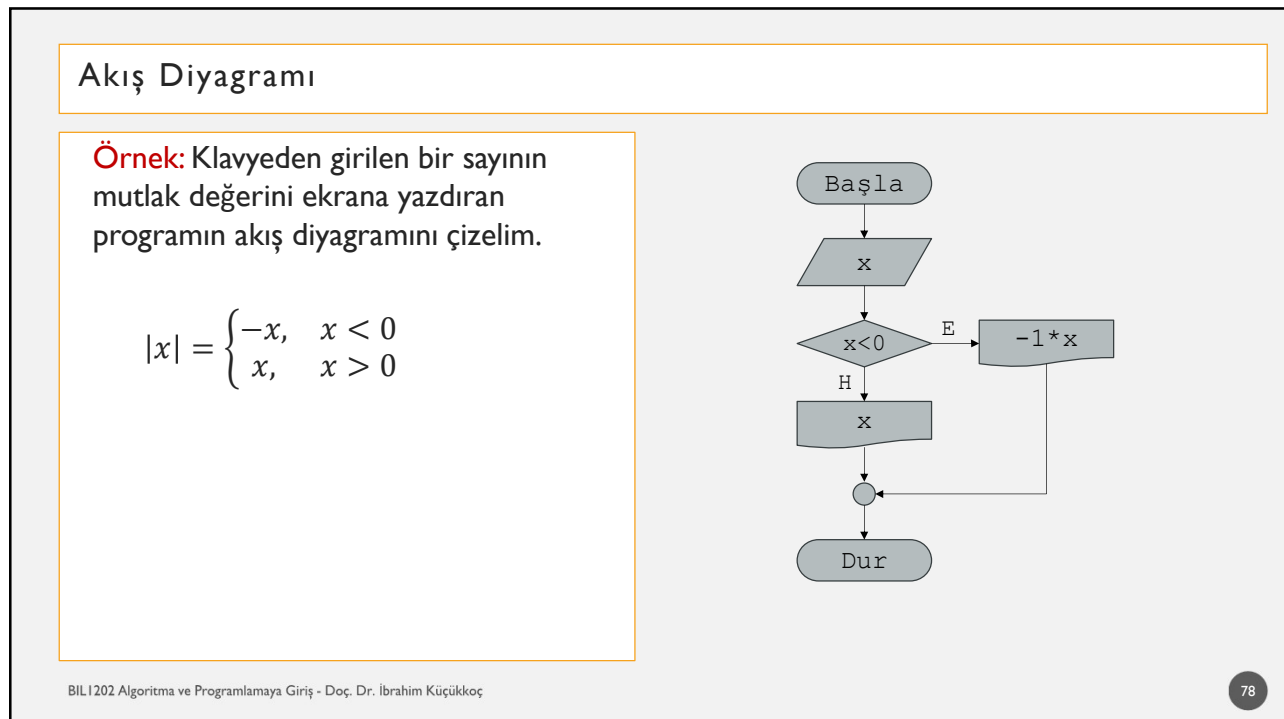 Akış Diyagramı
Örnek: Klavyeden girilen bir sayının
mutlak değerini ekrana yazdıran
programın akış diyagramını çizelim.
|x| = {−x, x < 0
x, x > 0
Başla
x
x<0
E
-1*x
H
x
Dur
BIL1202 Algoritma ve Programlamaya Giriş - Doç. Dr. İbrahim Küçükkoç
78